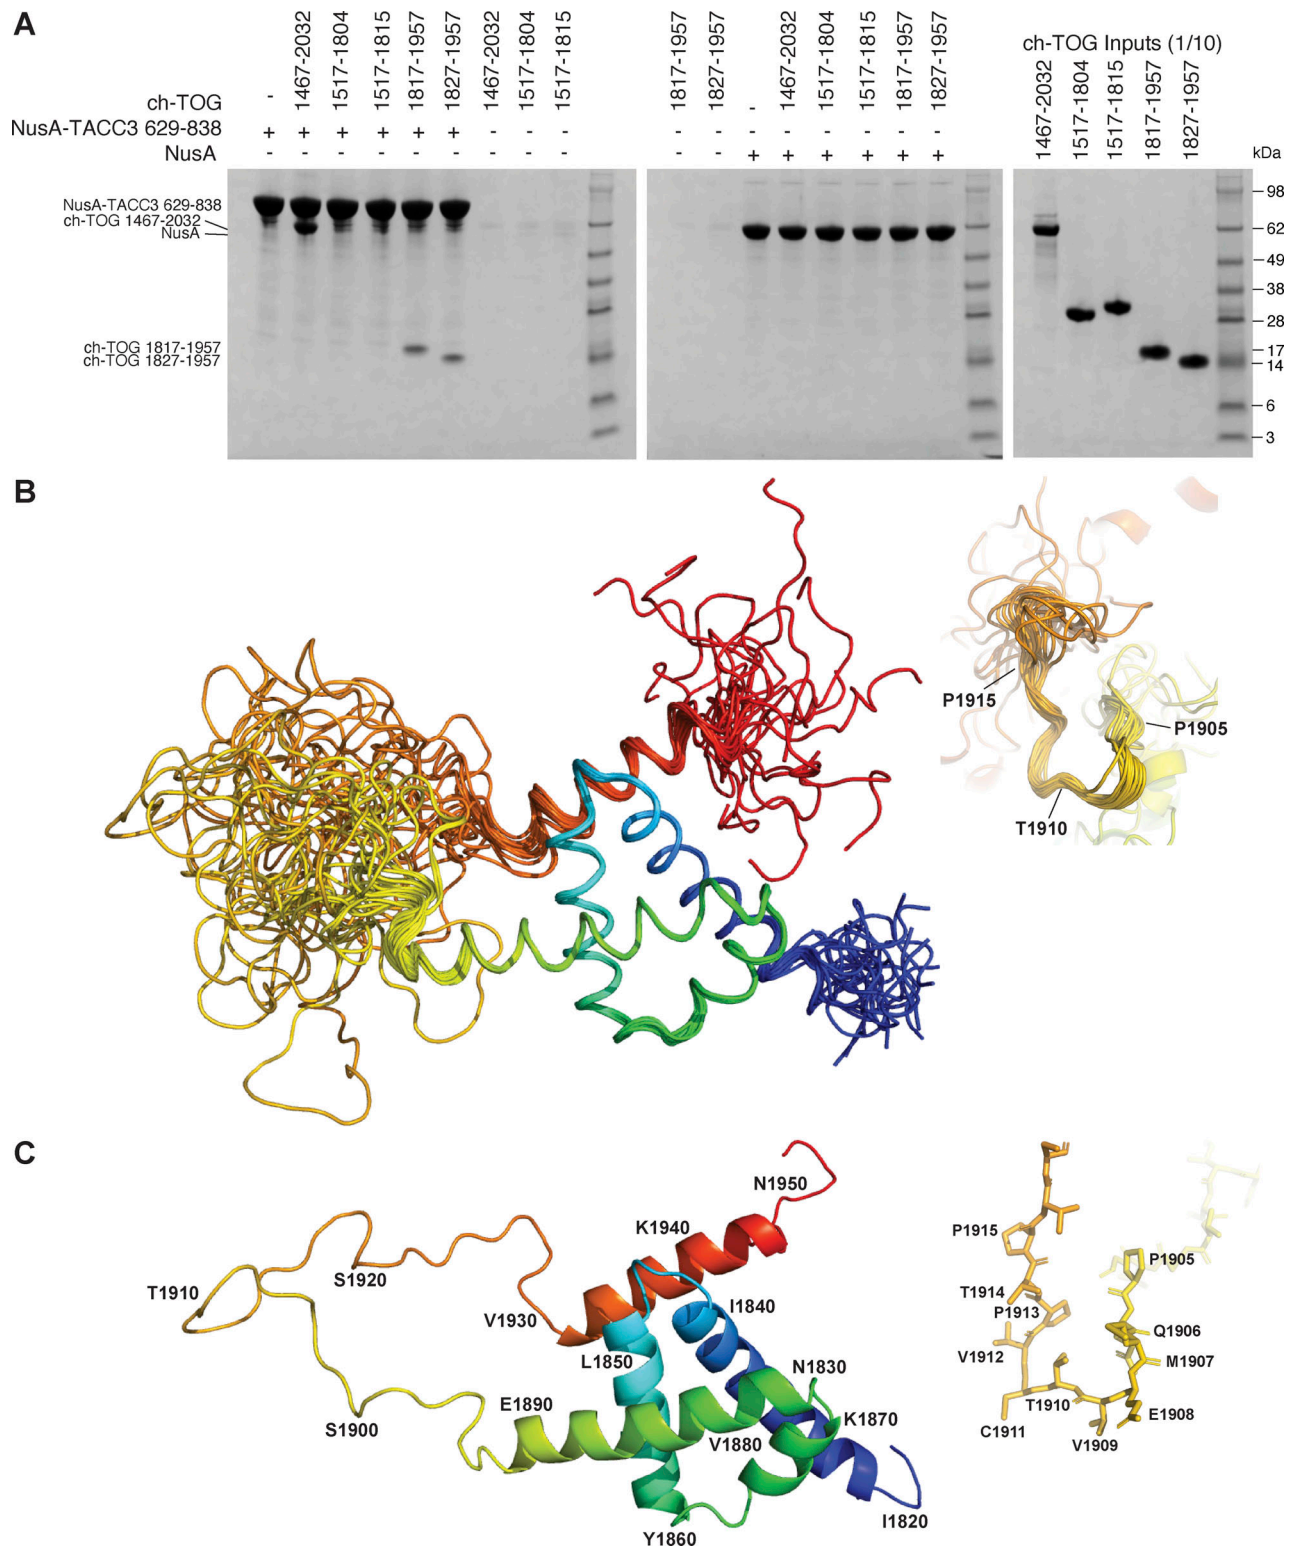 A
ch-TOG - 1467-2032 1517-1804 1517-1815 1817-1957 1827-1957 1467-2032 1517-1804 1517-1815 1817-1957 1827-1957 - 1467-2032 1517-1804 1517-1815 1817-1957 1827-1957
NusA-TACC3 629-838 + + + + + + - - - - - - - - - - -
NusA - - - - - - - - - - - + + + + + +
ch-TOG Inputs (1/10)
1467-2032 1517-1804 1517-1815 1817-1957 1827-1957
kDa
NusA-TACC3 629-838
ch-TOG 1467-2032
NusA
ch-TOG 1817-1957
ch-TOG 1827-1957
98
62
49
38
28
17
14
6
3
B
P1915
P1905
T1910
C
N1950
K1940
T1910
S1920
V1930
I1840
L1850
N1830
E1890
K1870
S1900
V1880
I1820
Y1860
P1915
P1905
T1914
P1913
Q1906
V1912
M1907
T1910
E1908
C1911
V1909